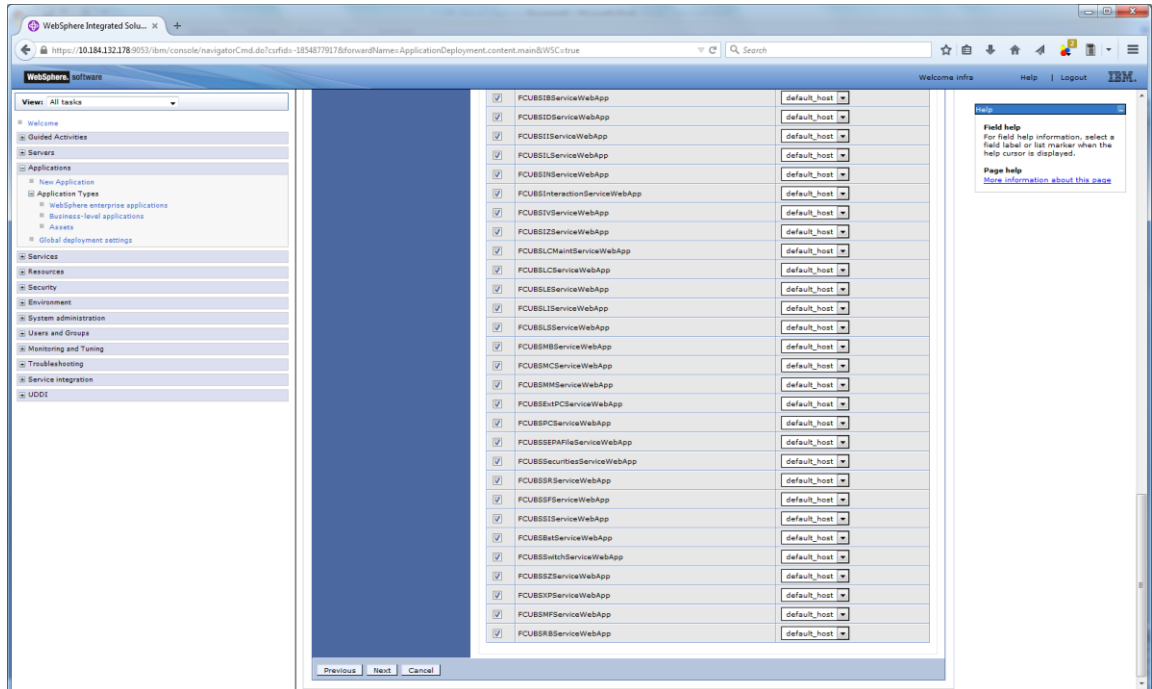 WebSphere Integrated Solu...
https://10.184.132.178:9053/ibm/console/navigatorCmd.do?csrfid=-1854877917&forwardName=ApplicationDeployment.content.main&WSC=true
Search
2
WebSphere. software
Welcome infra
Help | Logout
IBM.
View: All tasks
Welcome
Guided Activities
Servers
Applications
New Application
Application Types
WebSphere enterprise applications
Business-level applications
Assets
Global deployment settings
Services
Resources
Security
Environment
System administration
Users and Groups
Monitoring and Tuning
Troubleshooting
Service integration
UDDI
FCUBSIBServiceWebApp default_host
FCUBSIDServiceWebApp default_host
FCUBSIIServiceWebApp default_host
FCUBSILServiceWebApp default_host
FCUBSINServiceWebApp default_host
FCUBSInteractionServiceWebApp default_host
FCUBSIVServiceWebApp default_host
FCUBSIZServiceWebApp default_host
FCUBSLCMaintServiceWebApp default_host
FCUBSLCServiceWebApp default_host
FCUBSLEServiceWebApp default_host
FCUBSLIServiceWebApp default_host
FCUBSLSServiceWebApp default_host
FCUBSMBServiceWebApp default_host
FCUBSMCServiceWebApp default_host
FCUBSMMServiceWebApp default_host
FCUBSExtPCServiceWebApp default_host
FCUBSPCServiceWebApp default_host
FCUBSSEPAFileServiceWebApp default_host
FCUBSSecuritiesServiceWebApp default_host
FCUBSSRServiceWebApp default_host
FCUBSSFServiceWebApp default_host
FCUBSSIServiceWebApp default_host
FCUBSBstServiceWebApp default_host
FCUBSSwitchServiceWebApp default_host
FCUBSSZServiceWebApp default_host
FCUBSXPServiceWebApp default_host
FCUBSMFServiceWebApp default_host
FCUBSRBServiceWebApp default_host
Previous Next Cancel
Help
Field help
For field help information, select a
field label or list marker when the
help cursor is displayed.
Page help
More information about this page